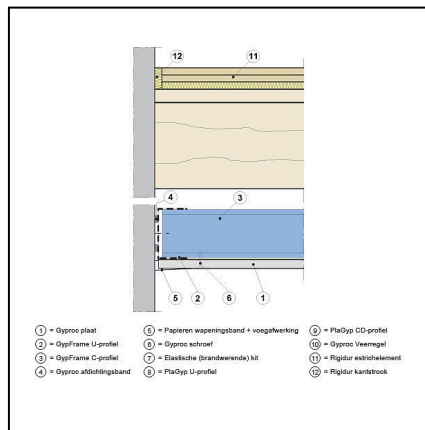 12
11
4
3
5
2
6
1
1 = Gyproc plaat
2 = GypFrame U-profiel
3 = GypFrame C-profiel
4 = Gyproc afdichtingsband
5 = Papieren wapeningsband + voegafwerking
6 = Gyproc schroef
7 = Elastische (brandwerende) kit
8 = PlaGyp U-profiel
9 = PlaGyp CD-profiel
10 = Gyproc Veerregel
11 = Rigidur estrichelement
12 = Rigidur kantstrook